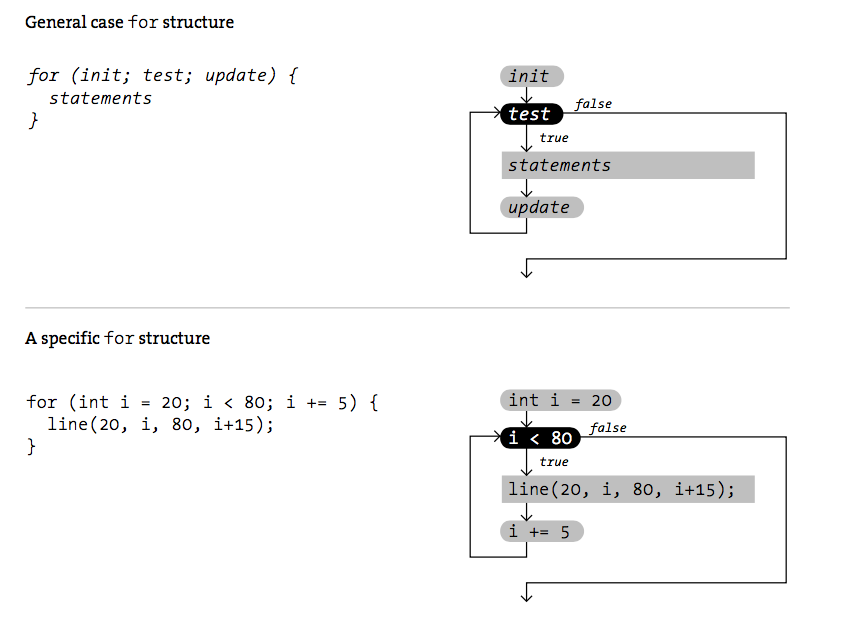 General case for structure
for (init; test; update) {
statements
}
init
test
false
true
statements
update
A specific for structure
for (int i = 20; i < 80; i += 5) {
line(20, i, 80, i+15);
}
int i = 20
i < 80
false
true
line(20, i, 80, i+15);
i += 5